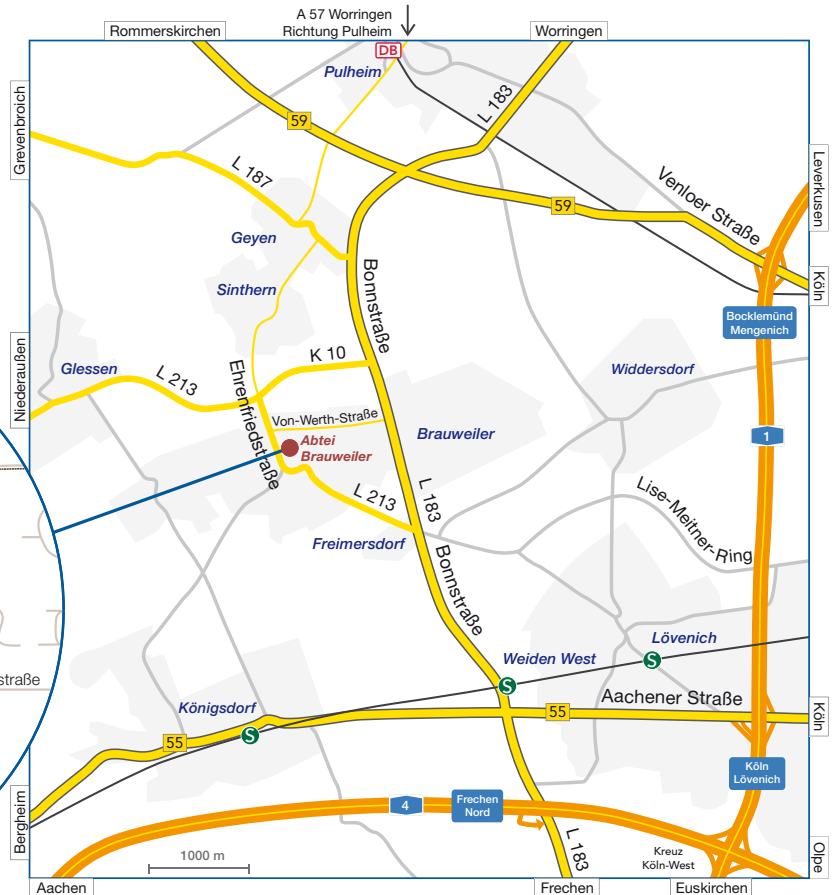 A 57 Worringen
Richtung Pulheim
Rommerskirchen
Worringen
DB
Pulheim
Grevenbroich
L 183
59
Leverkusen
L 187
Venloer Straße
59
Geyen
Köln
Sinthern
Bonnstraße
Bocklemünd
Mengenich
Niederaußen
K 10
Glessen
L 213
Widdersdorf
Ehrenfriedstraße
Von-Werth-Straße
Brauweiler
1
Abtei
Brauweiler
L 213
L 183
Lise-Meitner-Ring
Freimersdorf
Bonnstraße
Lövenich
S
Weiden West
S
straße
Aachener Straße
Königsdorf
55
Köln
55
S
Köln
Lövenich
Bergheim
4
Frechen
Nord
L 183
Kreuz
Köln-West
Olpe
1000 m
Aachen
Frechen
Euskirchen